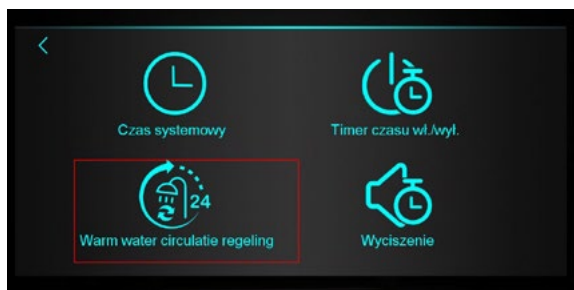 Czas systemowy
Timer czasu wł./wył.
24
Warm water circulatie regeling
Wyciszenie